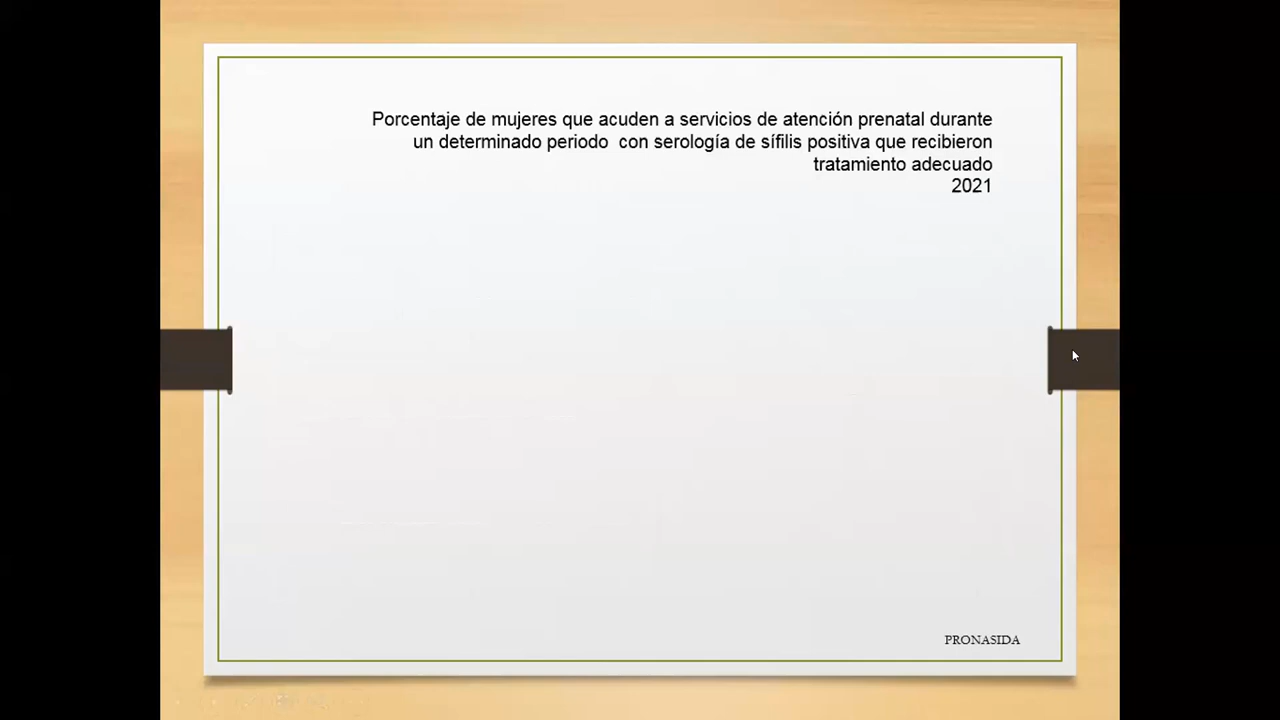 Porcentaje de mujeres que acuden a servicios de atención prenatal durante
un determinado periodo  con serología de sífilis positiva que recibieron
tratamiento adecuado
2021
PRONASIDA